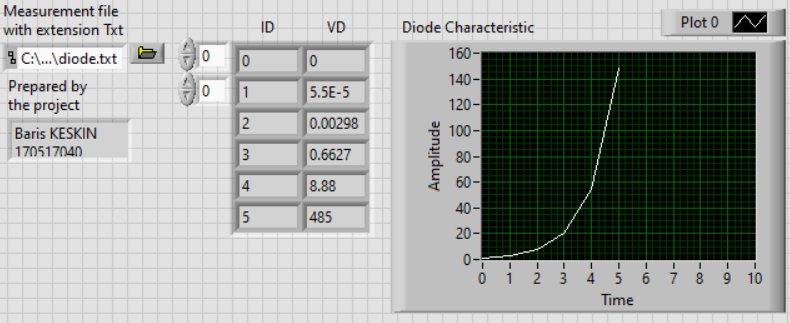 Measurement file
with extension Txt
C:\...\diode.txt
0
0
Prepared by
the project
Baris KESKIN
170517040
ID VD
0 0
1 5.5E-5
2 0.00298
3 0.6627
4 8.88
5 485
Diode Characteristic
Plot 0
Amplitude
160
140
120
100
80
60
40
20
0
0 1 2 3 4 5 6 7 8 9 10
Time